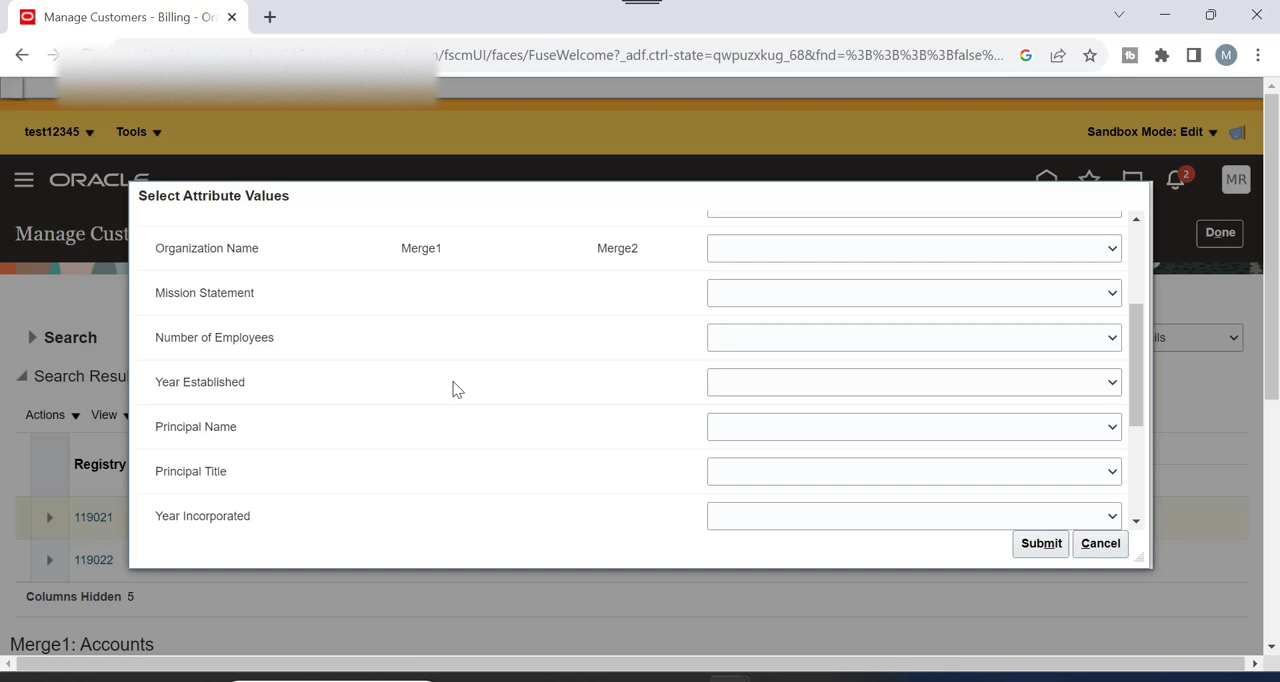 Manage Customers - Billing - Or
/fscmUI/faces/FuseWelcome?_adf.ctrl-state=qwpuzxkug_68&fnd=%3B%3B%3B%3Bfalse%...
M
test12345
Tools
Sandbox Mode: Edit
ORACLE
2
MR
Manage Cust
Done
Select Attribute Values
Organization Name Merge1 Merge2
Mission Statement
Number of Employees
Year Established
Principal Name
Principal Title
Year Incorporated
Submit Cancel
Search
ils
Search Resu
Actions View
Registry
119021
119022
Columns Hidden 5
Merge1: Accounts